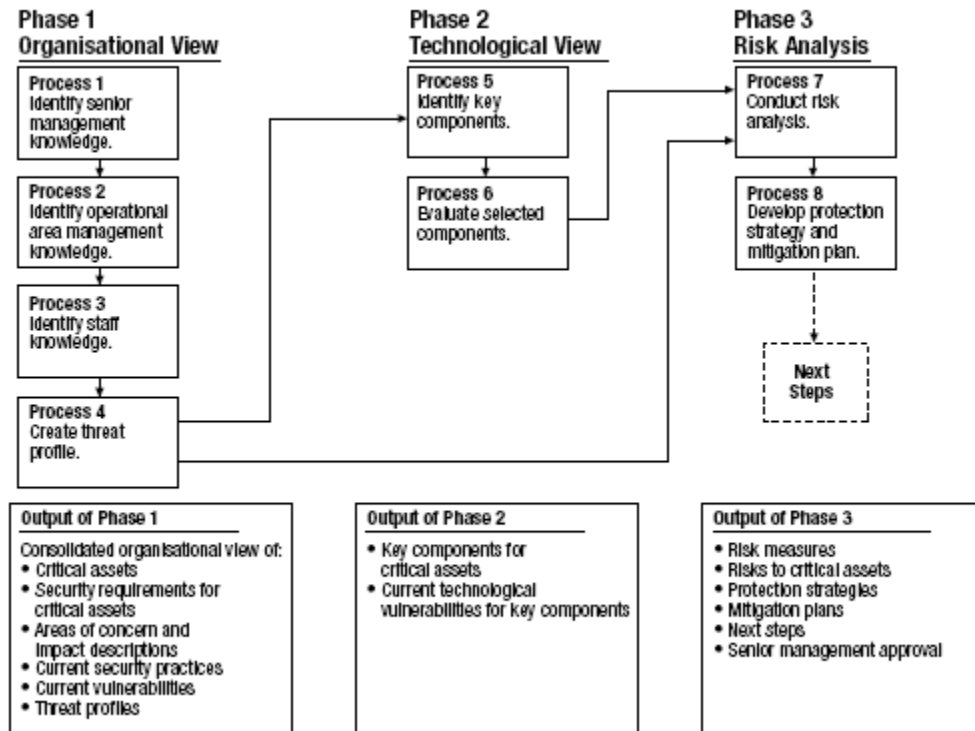 Phase 1
Organisational View
Process 1
Identify senior
management
knowledge.
Process 2
Identify operational
area management
knowledge.
Process 3
Identify staff
knowledge.
Process 4
Create threat
profile.
Phase 2
Technological View
Process 5
Identify key
components.
Process 6
Evaluate selected
components.
Phase 3
Risk Analysis
Process 7
Conduct risk
analysis.
Process 8
Develop protection
strategy and
mitigation plan.
Next
Steps
Output of Phase 1
Consolidated organisational view of:
• Critical assets
• Security requirements for
critical assets
• Areas of concern and
impact descriptions
• Current security practices
• Current vulnerabilities
• Threat profiles
Output of Phase 2
• Key components for
critical assets
• Current technological
vulnerabilities for key components
Output of Phase 3
• Risk measures
• Risks to critical assets
• Protection strategies
• Mitigation plans
• Next steps
• Senior management approval